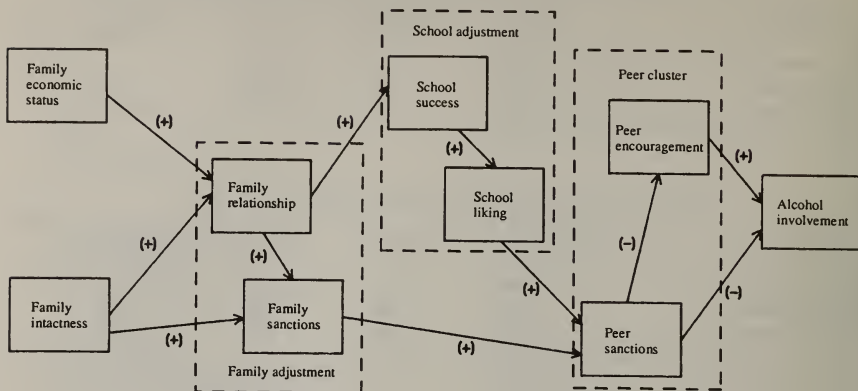 School adjustment
Family
economic
status
School
success
Peer cluster
Peer
encouragement
(+)
(+)
(+)
(+)
Family
relationship
School
liking
Alcohol
involvement
(+)
(+)
(-)
(-)
(+)
Family
intactness
(+)
Family
sanctions
(+)
Peer
sanctions
Family adjustment